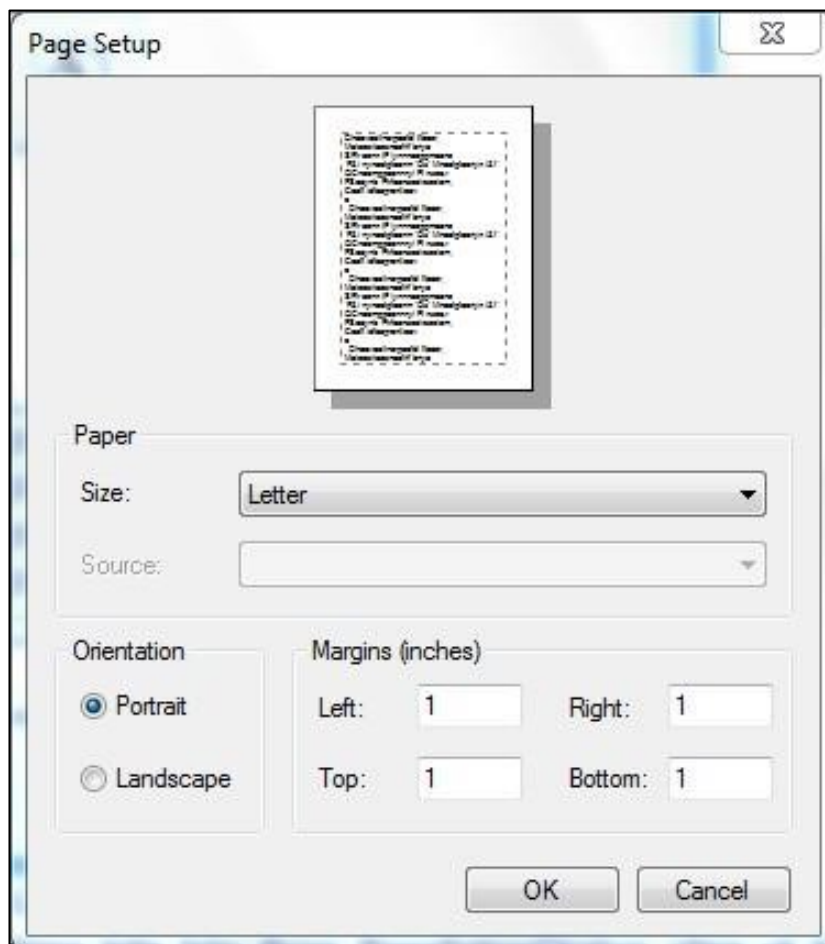 Page Setup
Paper
Size: Letter
Source:
Orientation
Portrait
Landscape
Margins (inches)
Left: 1 Right: 1
Top: 1 Bottom: 1
OK Cancel